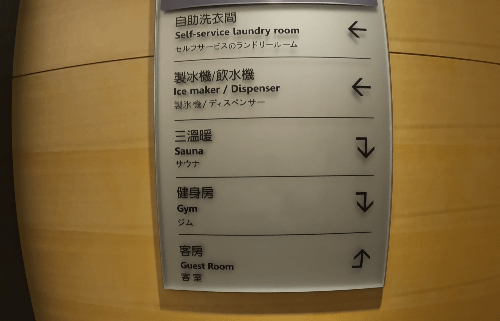 自助洗衣間
Self-service laundry room
セルフサービスのランドリールーム
製氷機/飲水機
Ice maker / Dispenser
製氷機/ディスペンサー
三溫暖
Sauna
サウナ
健身房
Gym
ジム
客房
Guest Room
客室